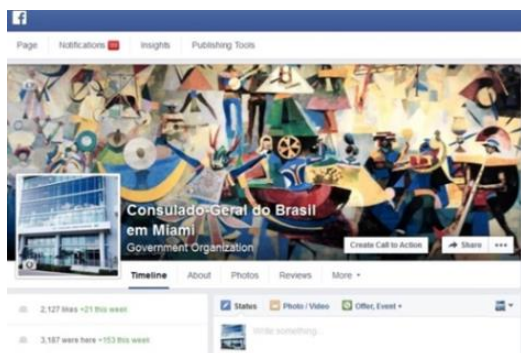 f
Page Notifications Insights Publishing Tools
Consulado-Geral do Brasil
em Miami
Government Organization
Create Call to Action Share
Timeline About Photos Reviews More
2,127 likes +21 this week
3,187 were here +153 this week
Status Photo / Video Offer, Event +
Write something...